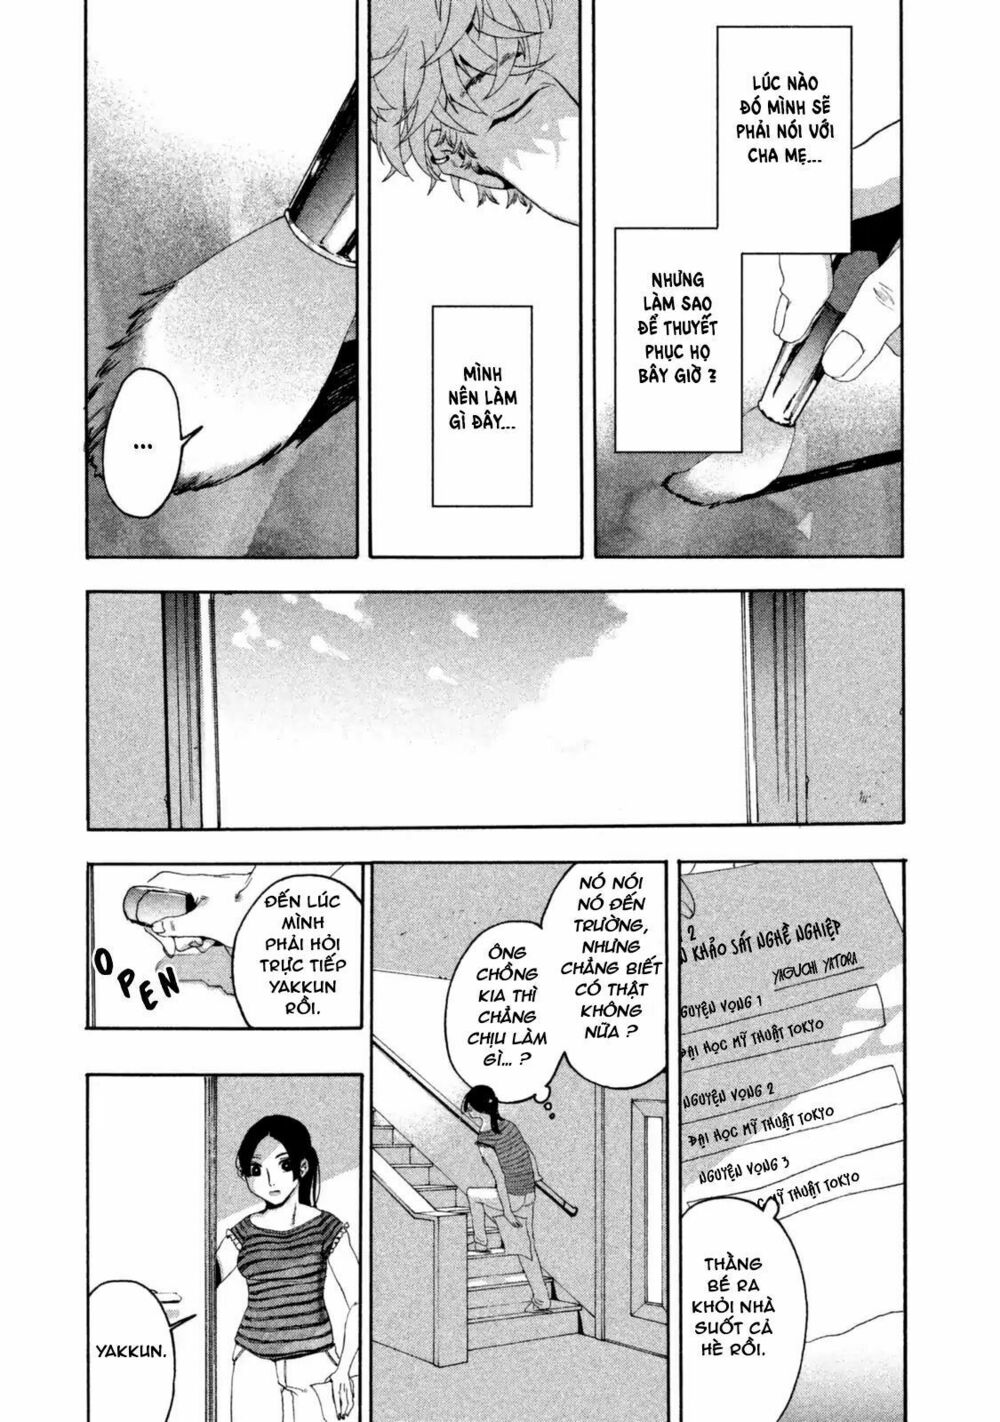 LÚC NÀO
ĐÓ MÌNH SẼ
PHẢI NÓI VỚI
CHA MẸ...
NHƯNG
LÀM SAO
ĐỂ THUYẾT
PHỤC HỌ
BÂY GIỜ ?
MÌNH
NÊN LÀM
GÌ ĐÂY...
...
2
KHẢO SÁT NGHỀ NGHIỆP
YAGUCHI YATORA
NGUYỆN VỌNG 1
ĐẠI HỌC MỸ THUẬT TOKYO
NGUYỆN VỌNG 2
ĐẠI HỌC MỸ THUẬT TOKYO
NGUYỆN VỌNG 3
C MỸ THUẬT TOKYO
THẰNG
BÉ RA
KHỎI NHÀ
SUỐT CẢ
HÈ RỒI.
NÓ NÓI
NÓ ĐẾN
TRƯỜNG,
NHƯNG
CHẲNG BIẾT
CÓ THẬT
KHÔNG
NỮA ?
ÔNG
CHỒNG
KIA THÌ
CHẲNG
CHỊU LÀM
GÌ... ?
ĐẾN LÚC
MÌNH
PHẢI HỎI
TRỰC TIẾP
YAKKUN
RỒI.
OPEN
YAKKUN.